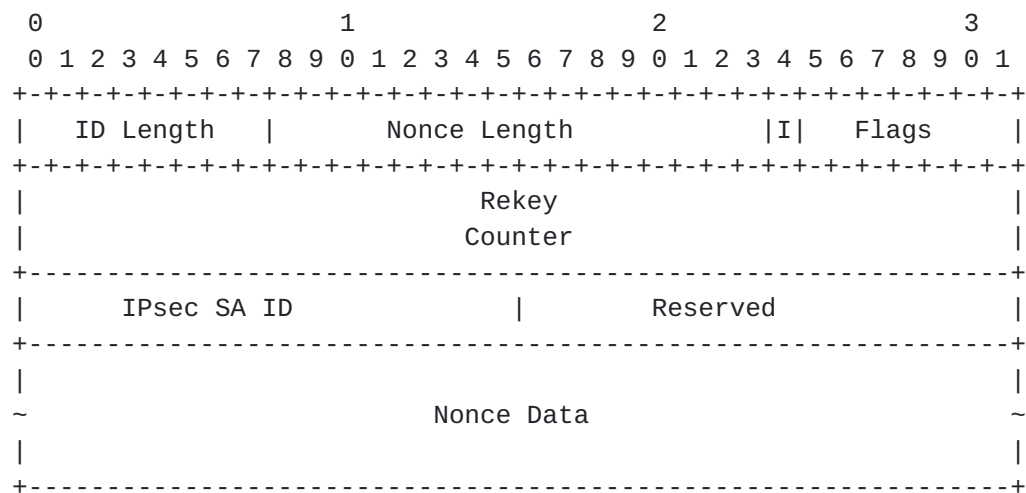 0                   1                   2                   3
 0 1 2 3 4 5 6 7 8 9 0 1 2 3 4 5 6 7 8 9 0 1 2 3 4 5 6 7 8 9 0 1
+-+-+-+-+-+-+-+-+-+-+-+-+-+-+-+-+-+-+-+-+-+-+-+-+-+-+-+-+-+-+-+-+
|   ID Length   |       Nonce Length            |I|   Flags     |
+-+-+-+-+-+-+-+-+-+-+-+-+-+-+-+-+-+-+-+-+-+-+-+-+-+-+-+-+-+-+-+-+
|                             Rekey                             |
|                            Counter                            |
+---------------------------------------------------------------+
|      IPsec SA ID              |        Reserved               |
+---------------------------------------------------------------+
|                                                               |
~                          Nonce Data                           ~
|                                                               |
+---------------------------------------------------------------+